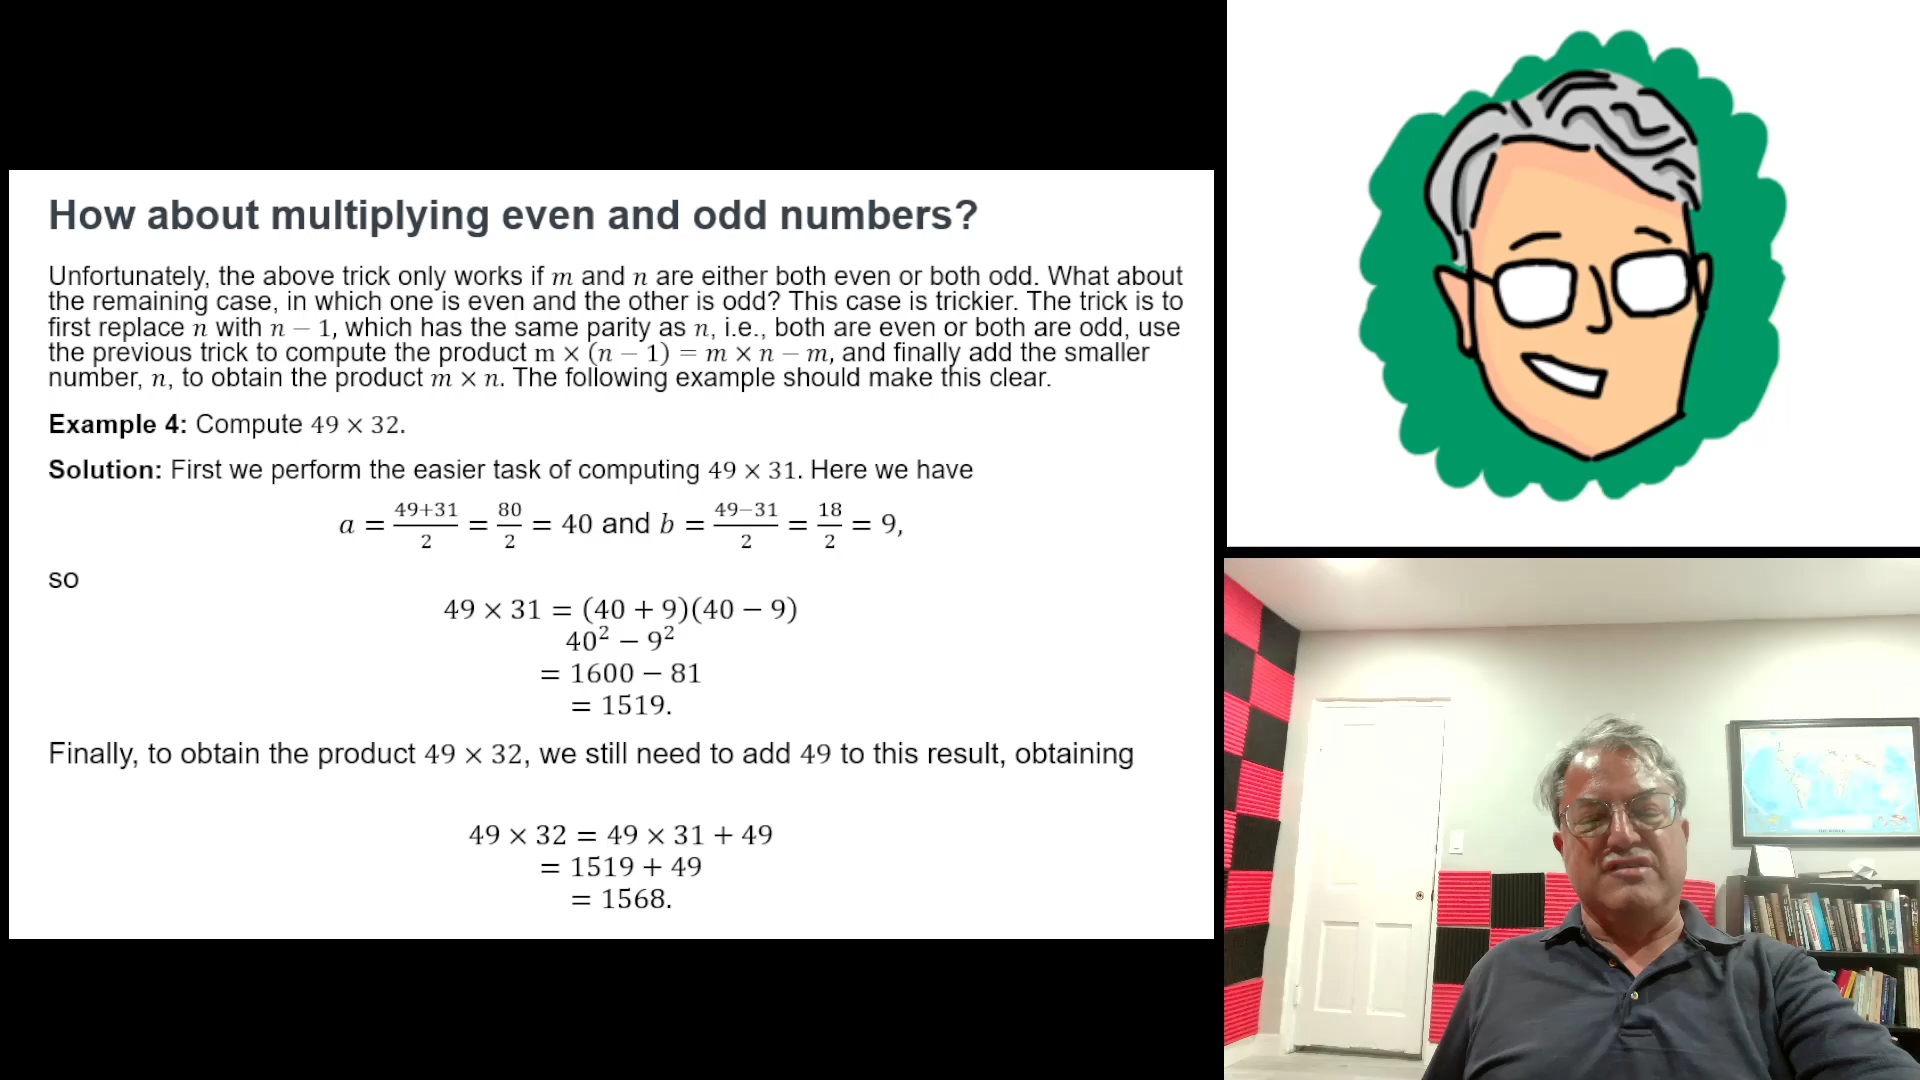 How about multiplying even and odd numbers?
Unfortunately, the above trick only works if m and n are either both even or both odd. What about
the remaining case, in which one is even and the other is odd? This case is trickier. The trick is to
first replace n with n − 1, which has the same parity as n, i.e., both are even or both are odd, use
the previous trick to compute the product m × (n − 1) = m × n − m, and finally add the smaller
number, n, to obtain the product m × n. The following example should make this clear.
Example 4: Compute 49 × 32.
Solution: First we perform the easier task of computing 49 × 31. Here we have
a = \frac{49+31}{2} = \frac{80}{2} = 40 and b = \frac{49−31}{2} = \frac{18}{2} = 9,
so
49 × 31 = (40 + 9)(40 − 9)
40² − 9²
= 1600 − 81
= 1519.
Finally, to obtain the product 49 × 32, we still need to add 49 to this result, obtaining
49 × 32 = 49 × 31 + 49
= 1519 + 49
= 1568.